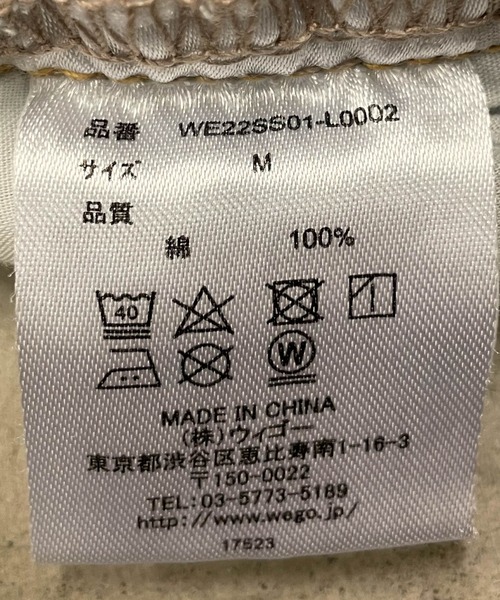 品番 WE22SS01-L0002
サイズ M
品質
綿 100%
40
W
MADE IN CHINA
(株)ウィゴー
東京都渋谷区恵比寿南1-16-3
〒150-0022
TEL:03-5773-5189
http://www.wego.jp/
17523